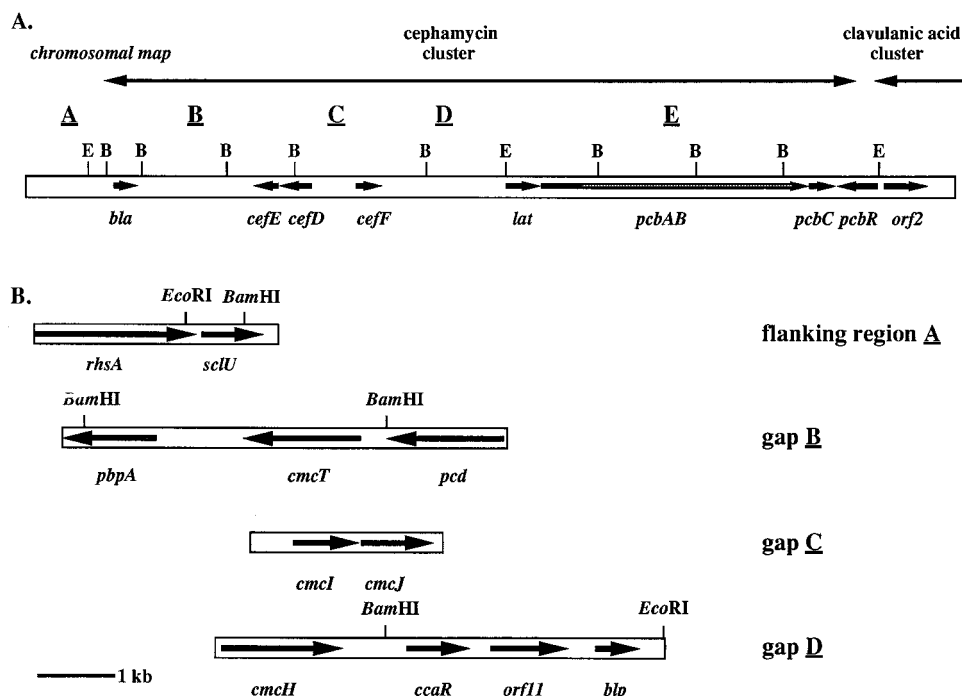 A.
cephamycin
cluster
clavulanic acid
cluster
chromosomal map
A B C D E
E B B B B B E B B B E
bla cefE cefD cefF lat pcbAB pcbC pcbR orf2
B.
EcoRI BamHI
flanking region A
rhsA sclU
BamHI BamHI
gap B
pbpA cmcT pcd
gap C
cmcI cmcJ
BamHI EcoRI
gap D
1 kb
cmcH ccaR orf11 blp